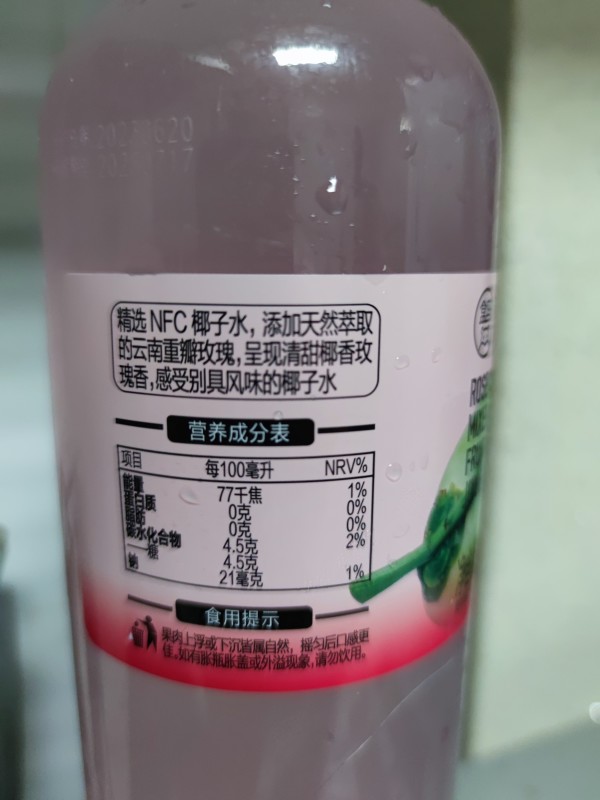 精选 NFC 椰子水，添加天然萃取
的云南重瓣玫瑰，呈现清甜椰香玫
瑰香，感受别具风味的椰子水
营养成分表
项目 每100毫升 NRV%
能量 77千焦 1%
蛋白质 0克 0%
脂肪 0克 0%
碳水化合物 4.5克 2%
—糖 4.5克
钠 21毫克 1%
食用提示
果肉上浮或下沉皆属自然，摇匀后口感更
佳。如有胀瓶胀盖或外溢现象，请勿饮用。